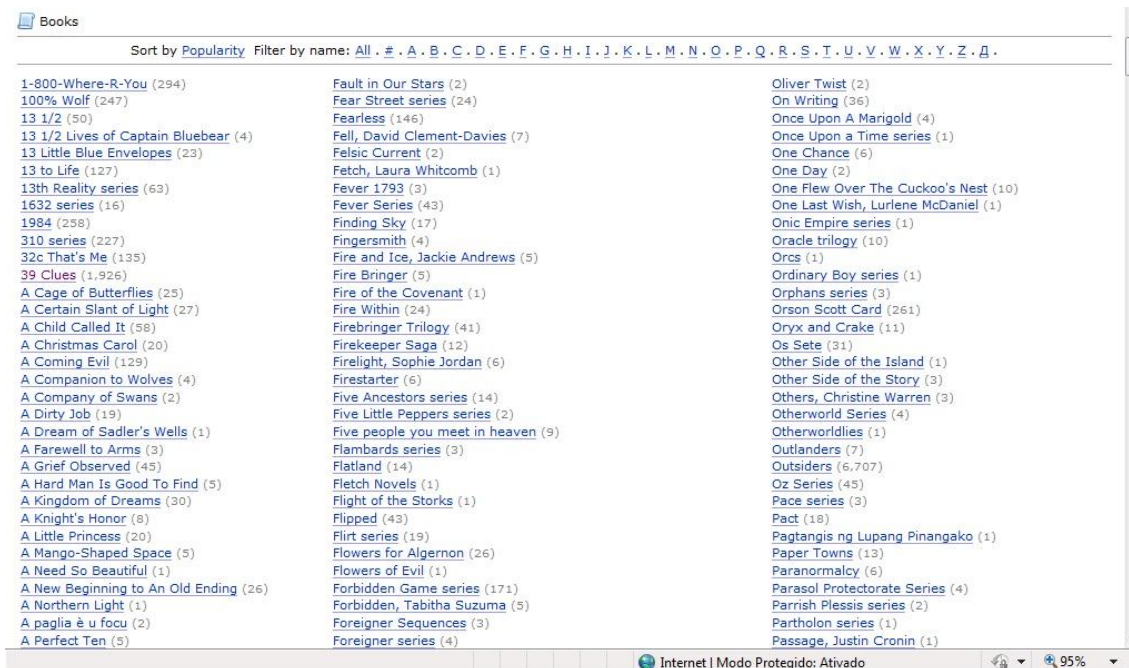 Books
Sort by Popularity Filter by name: All . # . A . B . C . D . E . F . G . H . I . J . K . L . M . N . O . P . Q . R . S . T . U . V . W . X . Y . Z . Д .
1-800-Where-R-You (294)
100% Wolf (247)
13 1/2 (50)
13 1/2 Lives of Captain Bluebear (4)
13 Little Blue Envelopes (23)
13 to Life (127)
13th Reality series (63)
1632 series (16)
1984 (258)
310 series (227)
32c That's Me (135)
39 Clues (1,926)
A Cage of Butterflies (25)
A Certain Slant of Light (27)
A Child Called It (58)
A Christmas Carol (20)
A Coming Evil (129)
A Companion to Wolves (4)
A Company of Swans (2)
A Dirty Job (19)
A Dream of Sadler's Wells (1)
A Farewell to Arms (3)
A Grief Observed (45)
A Hard Man Is Good To Find (5)
A Kingdom of Dreams (30)
A Knight's Honor (8)
A Little Princess (20)
A Mango-Shaped Space (5)
A Need So Beautiful (1)
A New Beginning to An Old Ending (26)
A Northern Light (1)
A paglia è u focu (2)
A Perfect Ten (5)
Fault in Our Stars (2)
Fear Street series (24)
Fearless (146)
Fell, David Clement-Davies (7)
Felsic Current (2)
Fetch, Laura Whitcomb (1)
Fever 1793 (3)
Fever Series (43)
Finding Sky (17)
Fingersmith (4)
Fire and Ice, Jackie Andrews (5)
Fire Bringer (5)
Fire of the Covenant (1)
Fire Within (24)
Firebringer Trilogy (41)
Firekeeper Saga (12)
Firelight, Sophie Jordan (6)
Firestarter (6)
Five Ancestors series (14)
Five Little Peppers series (2)
Five people you meet in heaven (9)
Flambards series (3)
Flatland (14)
Fletch Novels (1)
Flight of the Storks (1)
Flipped (43)
Flirt series (19)
Flowers for Algernon (26)
Flowers of Evil (1)
Forbidden Game series (171)
Forbidden, Tabitha Suzuma (5)
Foreigner Sequences (3)
Foreigner series (4)
Oliver Twist (2)
On Writing (36)
Once Upon A Marigold (4)
Once Upon a Time series (1)
One Chance (6)
One Day (2)
One Flew Over The Cuckoo's Nest (10)
One Last Wish, Lurlene McDaniel (1)
Onic Empire series (1)
Oracle trilogy (10)
Orcs (1)
Ordinary Boy series (1)
Orphans series (3)
Orson Scott Card (261)
Oryx and Crake (11)
Os Sete (31)
Other Side of the Island (1)
Other Side of the Story (3)
Others, Christine Warren (3)
Otherworld Series (4)
Otherworldlies (1)
Outlanders (7)
Outsiders (6,707)
Oz Series (45)
Pace series (3)
Pact (18)
Pagtangis ng Lupang Pinangako (1)
Paper Towns (13)
Paranormalcy (6)
Parasol Protectorate Series (4)
Parrish Plessis series (2)
Partholon series (1)
Passage, Justin Cronin (1)
Internet | Modo Protegido: Ativado
95%